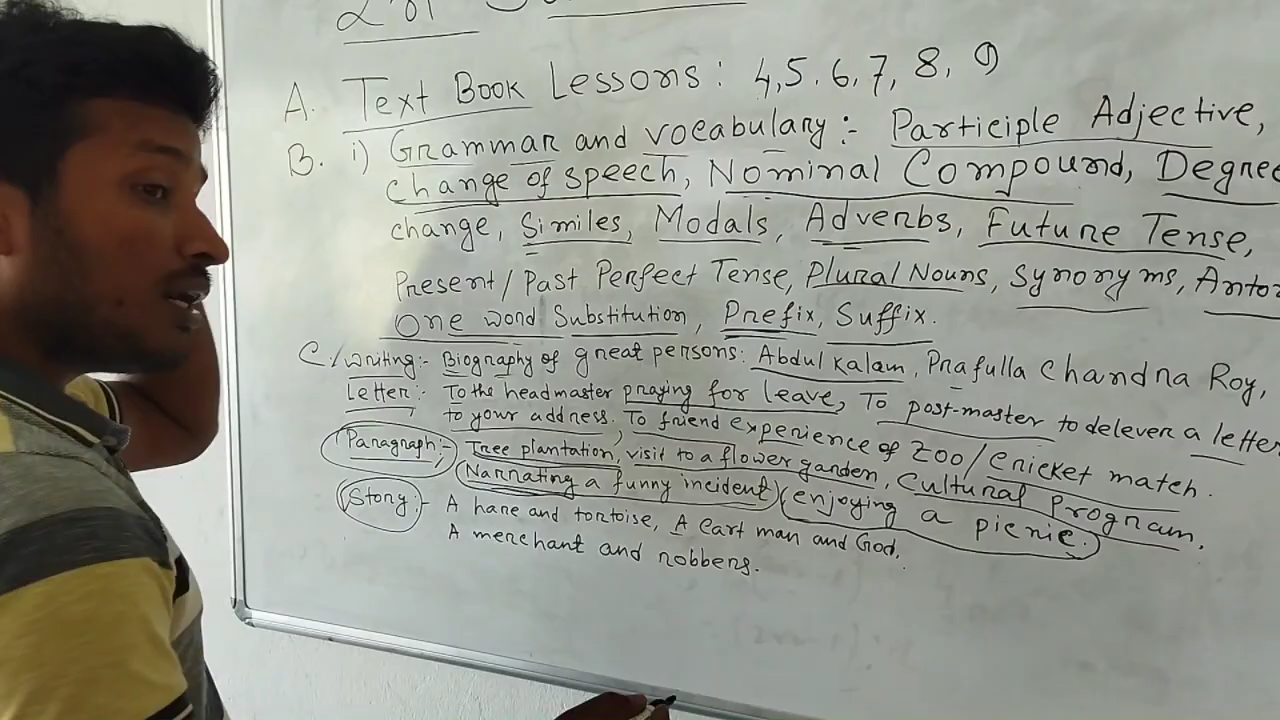 A. Text Book Lessons: 4,5, 6, 7, 8, 9
B. i) Grammar and vocabulary:- Participle Adjective,
change of speech, Nominal Compound, Degree
change, Similes, Modals, Adverbs, Future Tense,
Present/Past Perfect Tense, Plural Nouns, Synonyms,
One word Substitution, Prefix, Suffix.
C/ writing:- Biography of great persons: Abdul Kalam, Prafulla Chandra Roy,
Letter:- To the headmaster praying for leave, To post-master to delever a letter
to your address. To friend experience of Zoo/Cricket match.
Paragraph:- Tree plantation, visit to a flower garden, Cultural Program,
Narrating a funny incident, enjoying a picnic.
Story:- A hare and tortoise, A cart man and God,
A merchant and robbers.